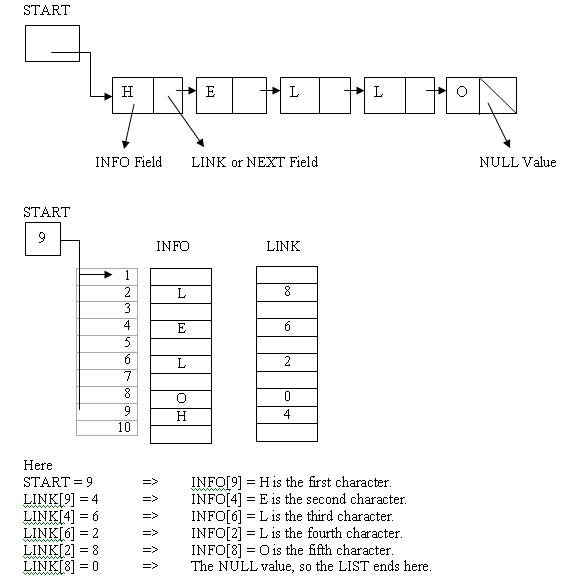 START
H E L L O
INFO Field LINK or NEXT Field NULL Value
START
9
INFO LINK
1
2 L 8
3
4 E 6
5
6 L 2
7
8 O 0
9 H 4
10
Here
START = 9 => INFO[9] = H is the first character.
LINK[9] = 4 => INFO[4] = E is the second character.
LINK[4] = 6 => INFO[6] = L is the third character.
LINK[6] = 2 => INFO[2] = L is the fourth character.
LINK[2] = 8 => INFO[8] = O is the fifth character.
LINK[8] = 0 => The NULL value, so the LIST ends here.